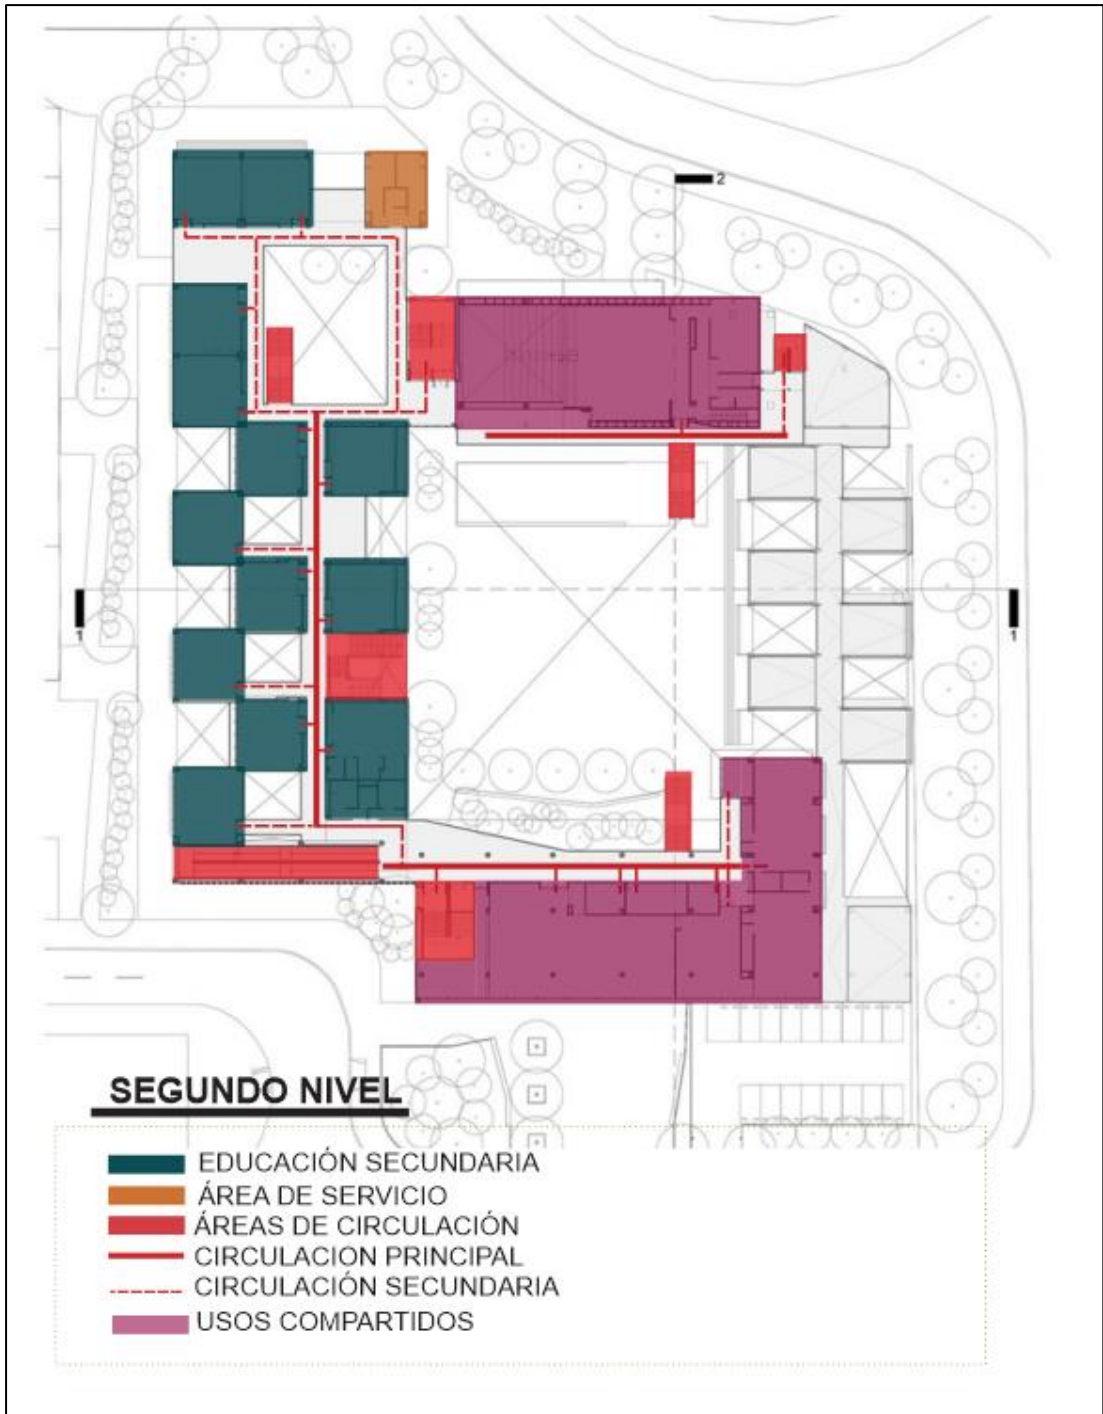 2
1
1
SEGUNDO NIVEL
EDUCACIÓN SECUNDARIA
ÁREA DE SERVICIO
ÁREAS DE CIRCULACIÓN
CIRCULACION PRINCIPAL
CIRCULACIÓN SECUNDARIA
USOS COMPARTIDOS